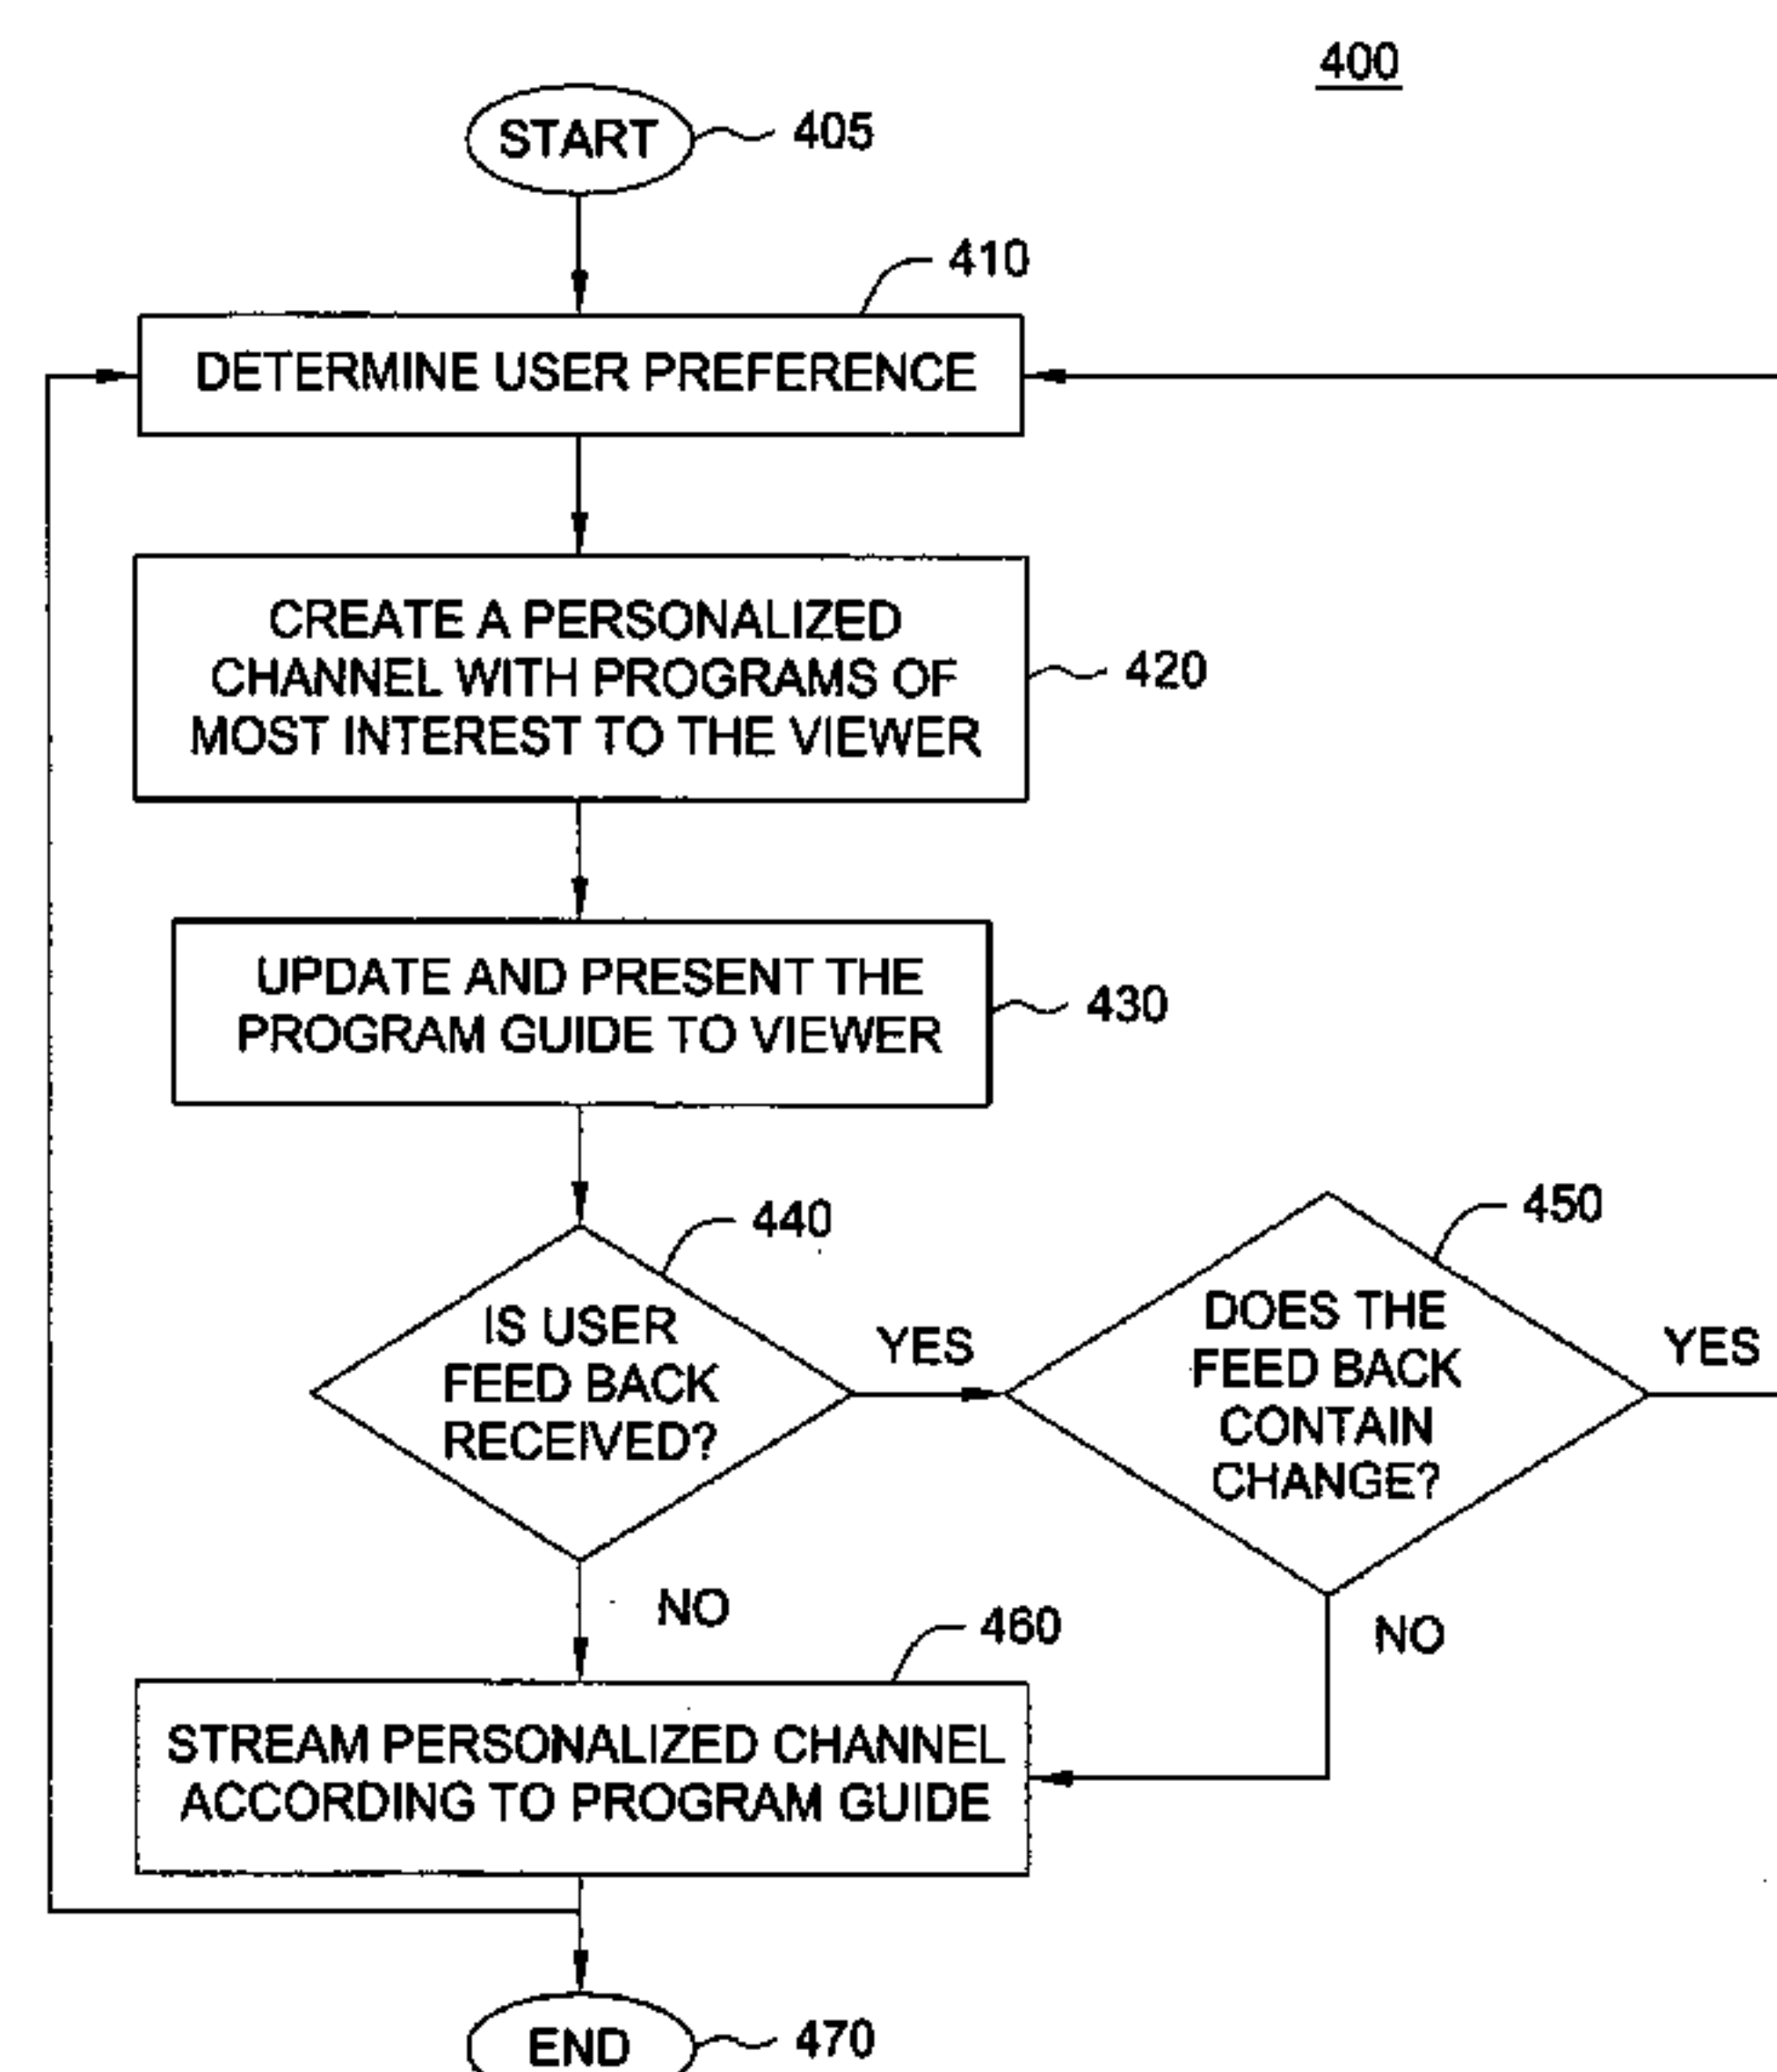 400
START
405
410
DETERMINE USER PREFERENCE
CREATE A PERSONALIZED
CHANNEL WITH PROGRAMS OF
MOST INTEREST TO THE VIEWER
420
UPDATE AND PRESENT THE
PROGRAM GUIDE TO VIEWER
430
440
IS USER
FEED BACK
RECEIVED?
YES
450
DOES THE
FEED BACK
CONTAIN
CHANGE?
YES
NO
NO
460
STREAM PERSONALIZED CHANNEL
ACCORDING TO PROGRAM GUIDE
END
470